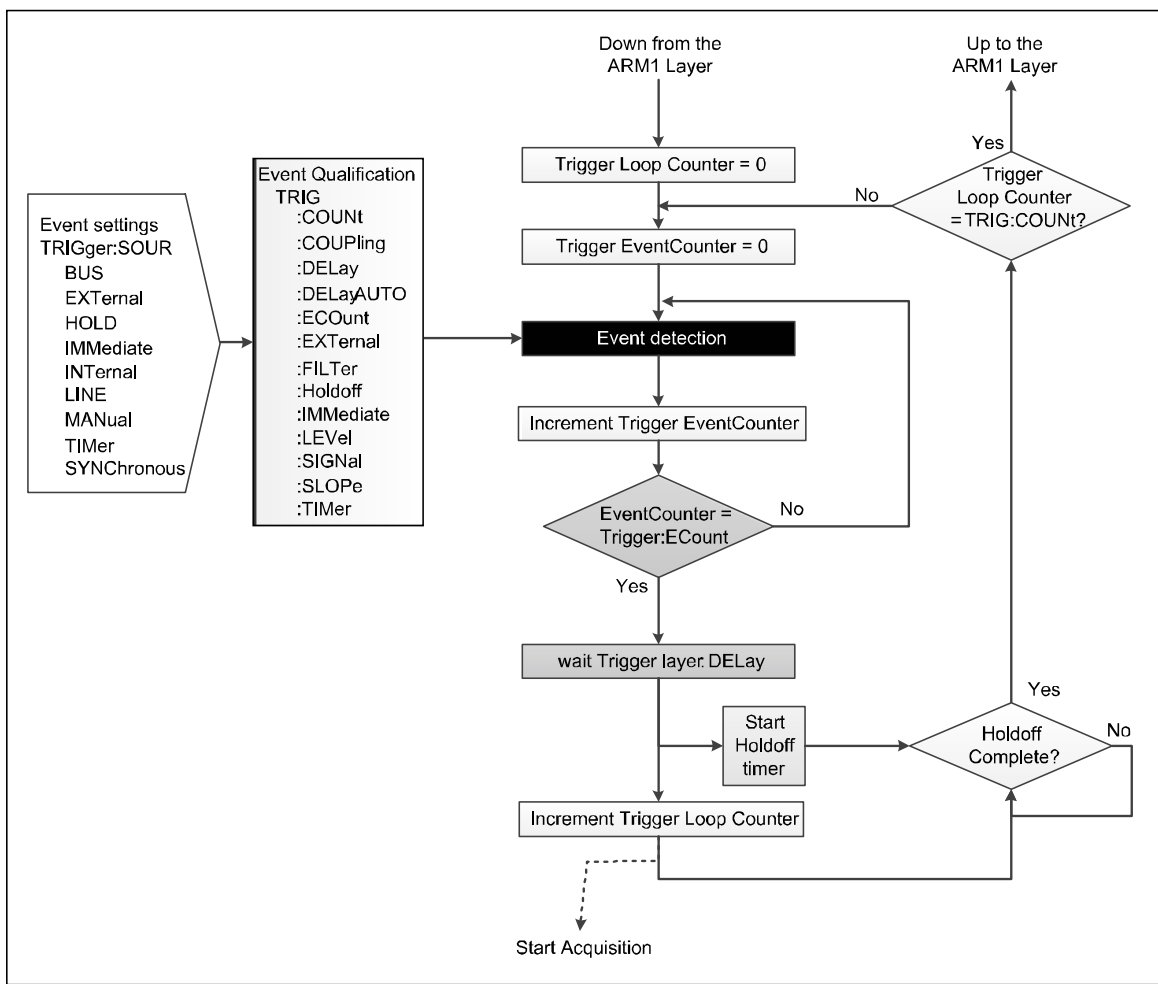 Down from the
ARM1 Layer
Up to the
ARM1 Layer
Yes
Trigger Loop Counter = 0
No
Trigger
Loop Counter
= TRIG:COUNt?
Event Qualification
TRIG
:COUNt
:COUPling
:DELay
:DELayAUTO
:ECOunt
:EXTernal
:FILTer
:Holdoff
:IMMediate
:LEVel
:SIGNal
:SLOPe
:TIMer
Event settings
TRIGger:SOUR
BUS
EXTernal
HOLD
IMMediate
INTernal
LINE
MANual
TIMer
SYNChronous
Trigger EventCounter = 0
Event detection
Increment Trigger EventCounter
EventCounter =
Trigger:ECount
No
Yes
wait Trigger layer:DELay
Start
Holdoff
timer
Yes
Holdoff
Complete?
No
Increment Trigger Loop Counter
Start Acquisition